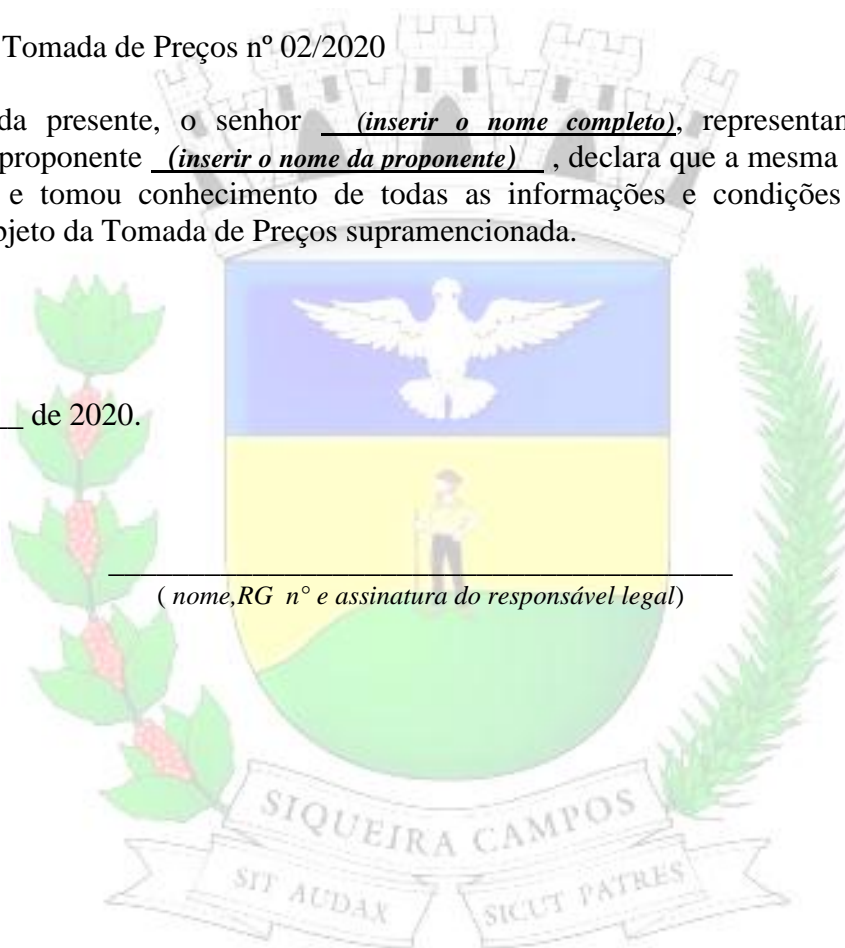 Tomada de Preços nº 02/2020
da presente, o senhor (inserir o nome completo), representan
proponente (inserir o nome da proponente) , declara que a mesma
e tomou conhecimento de todas as informações e condições
bjeto da Tomada de Preços supramencionada.
__ de 2020.
( nome,RG n° e assinatura do responsável legal)
SIQUEIRA CAMPOS
SIT AUDAX SICUT PATRES